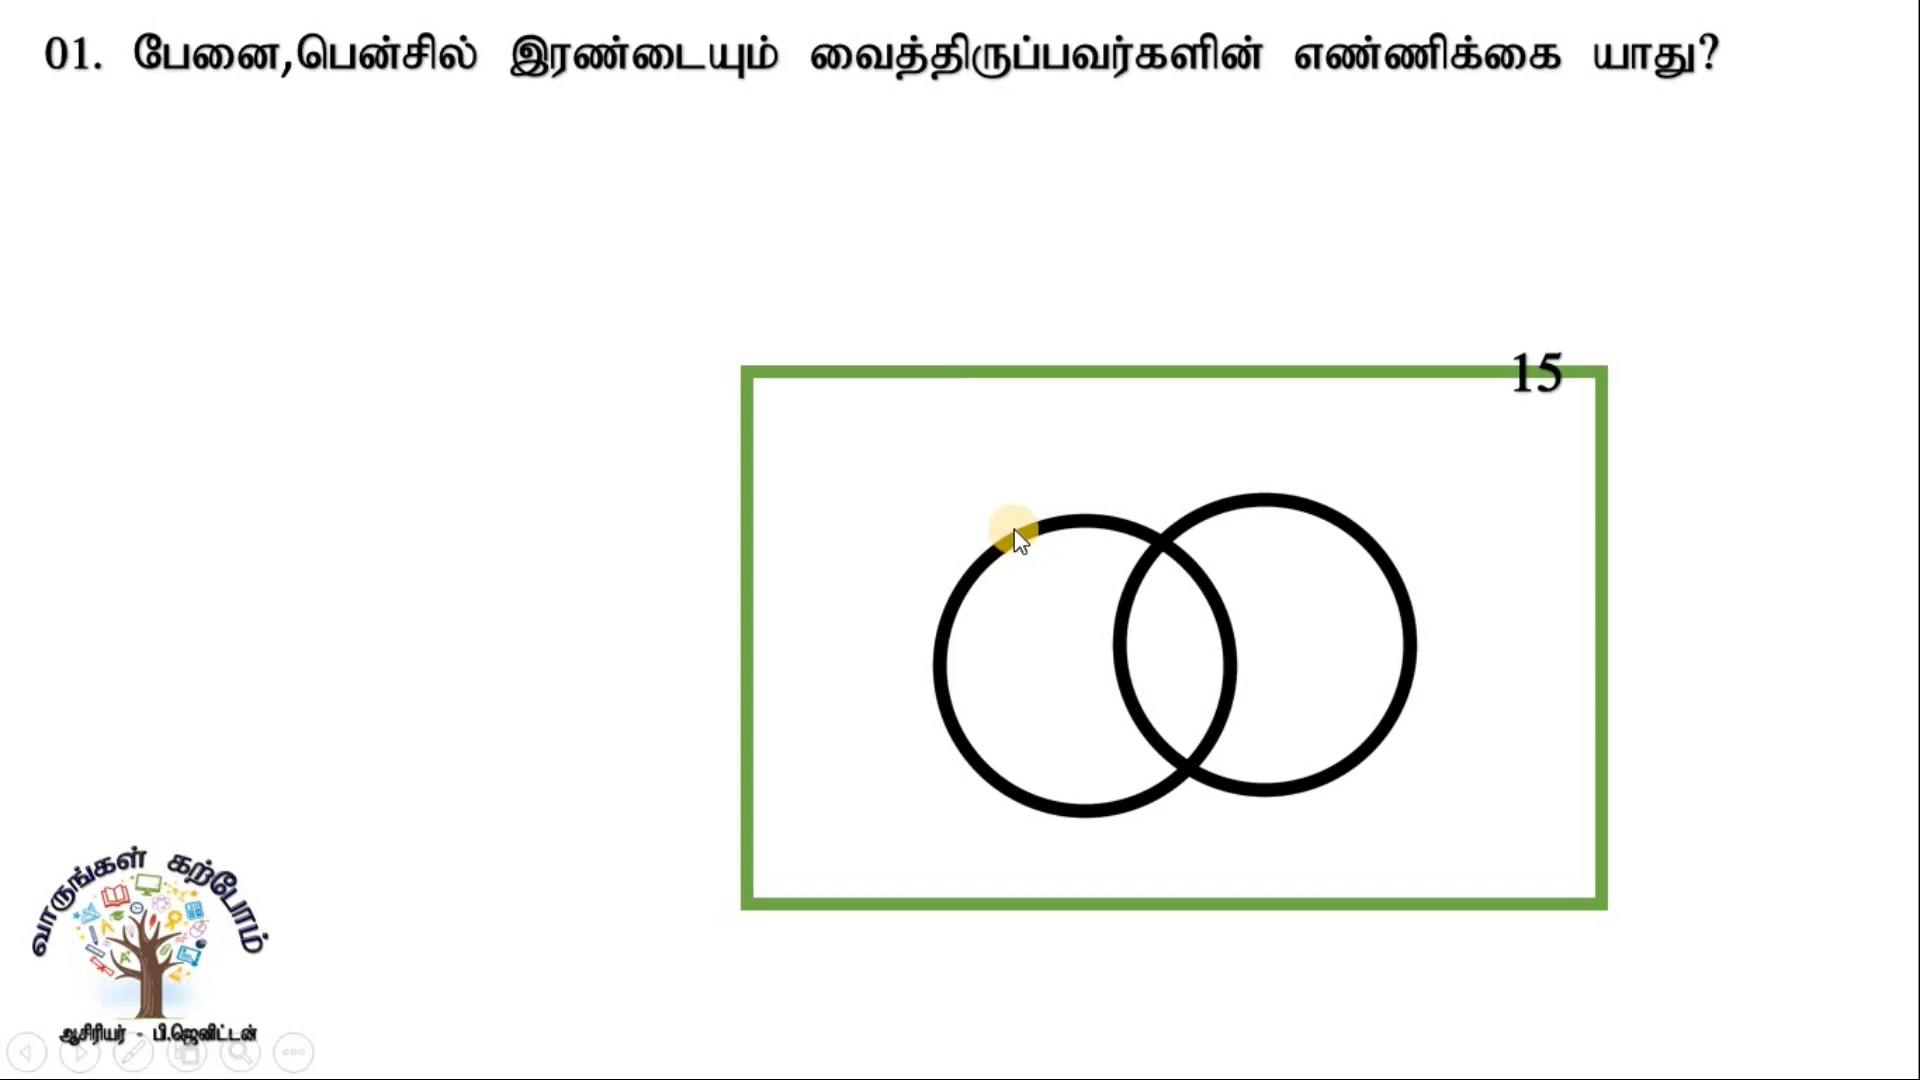 01. பேனை,பென்சில் இரண்டையும் வைத்திருப்பவர்களின் எண்ணிக்கை யாது?
15
வாருங்கள் கற்போம்
ஆசிரியர் - பி.ஜெனிட்டன்